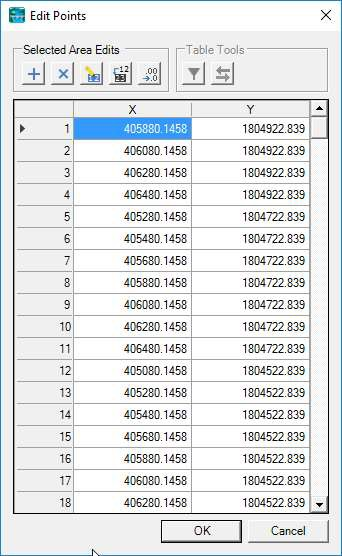 Edit Points
Selected Area Edits Table Tools
12
23
.00
→.0
X Y
1 405880.1458 1804922.839
2 406080.1458 1804922.839
3 406280.1458 1804922.839
4 406480.1458 1804922.839
5 405280.1458 1804722.839
6 405480.1458 1804722.839
7 405680.1458 1804722.839
8 405880.1458 1804722.839
9 406080.1458 1804722.839
10 406280.1458 1804722.839
11 406480.1458 1804722.839
12 405080.1458 1804522.839
13 405280.1458 1804522.839
14 405480.1458 1804522.839
15 405680.1458 1804522.839
16 405880.1458 1804522.839
17 406080.1458 1804522.839
18 406280.1458 1804522.839
OK Cancel